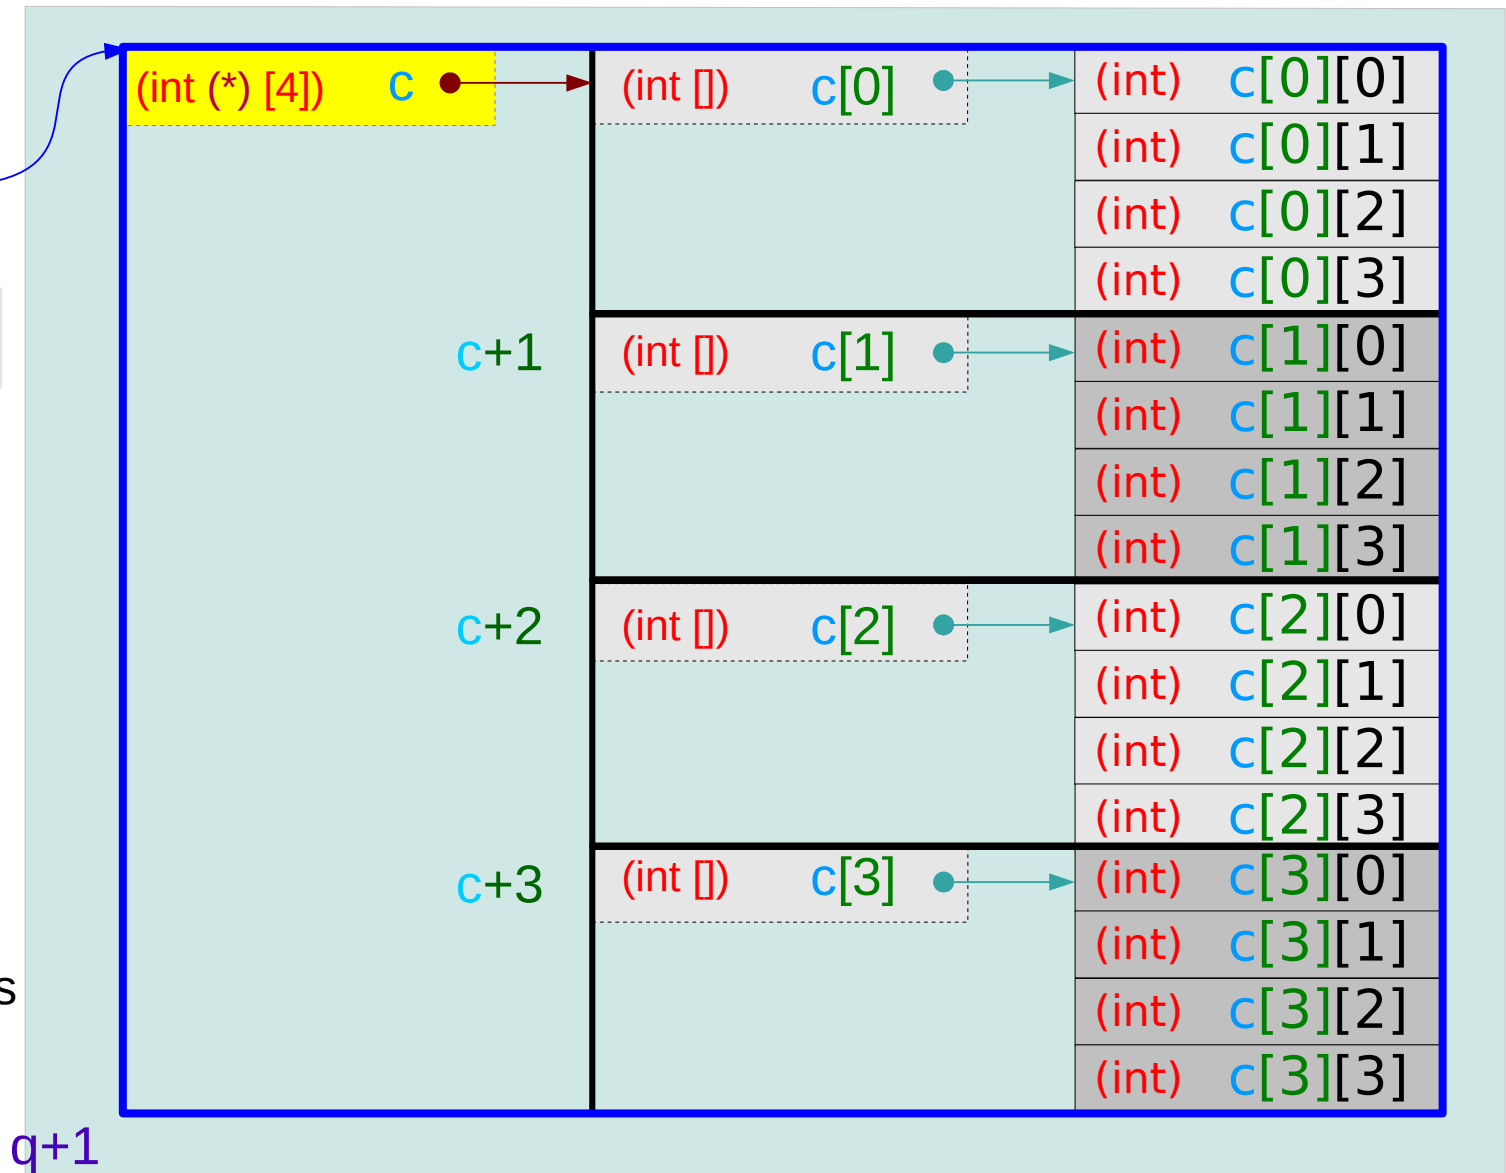 (int (*) [4]) c (int []) c[0] (int) c[0][0]
(int) c[0][1]
(int) c[0][2]
(int) c[0][3]
c+1 (int []) c[1] (int) c[1][0]
(int) c[1][1]
(int) c[1][2]
(int) c[1][3]
c+2 (int []) c[2] (int) c[2][0]
(int) c[2][1]
(int) c[2][2]
(int) c[2][3]
c+3 (int []) c[3] (int) c[3][0]
(int) c[3][1]
s
(int) c[3][2]
(int) c[3][3]
q+1